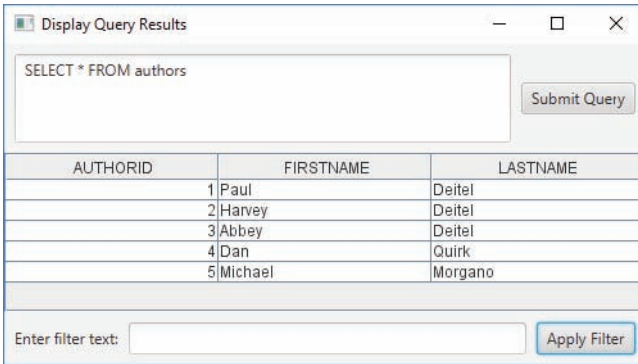 Display Query Results
SELECT * FROM authors
Submit Query
AUTHORID FIRSTNAME LASTNAME
1 Paul Deitel
2 Harvey Deitel
3 Abbey Deitel
4 Dan Quirk
5 Michael Morgano
Enter filter text: Apply Filter